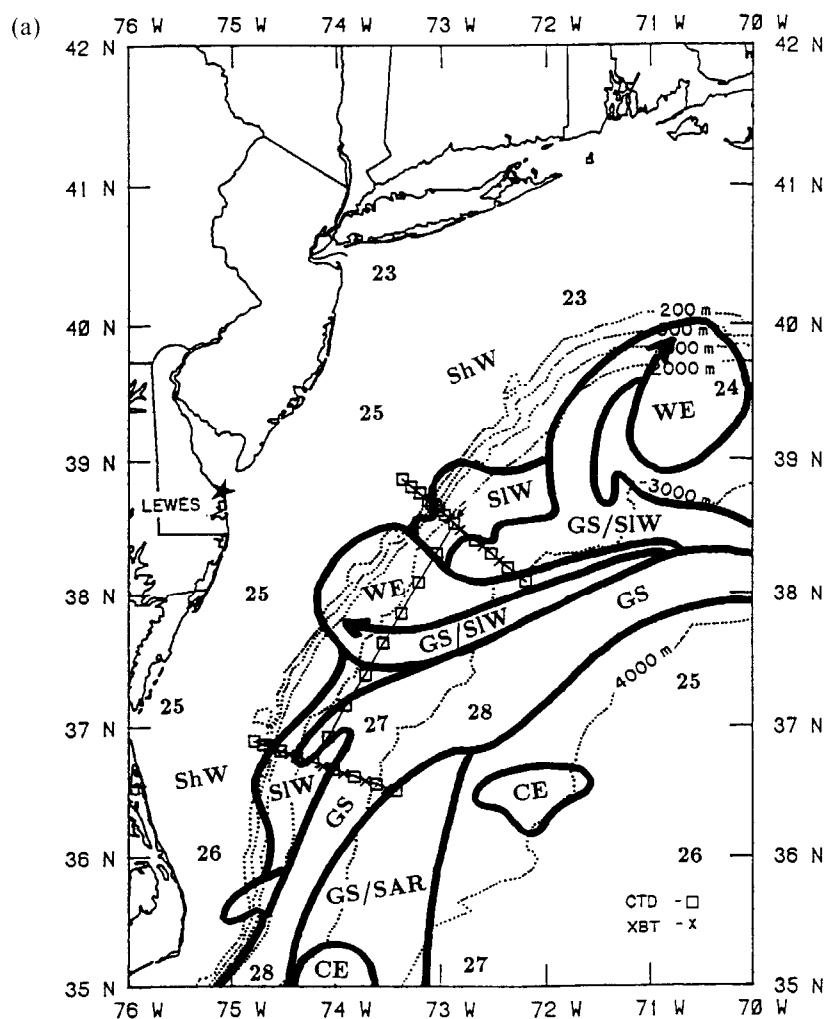 (a)
76 W 75 W 74 W 73 W 72 W 71 W 70
42 N 42 N
41 N 41 N
23
23
200 m
40 N 40 N
2000 m
ShW
24
WE
25
39 N 39 N
SlW
3000 m
LEWES
GS/SlW
25 38 N WE GS 38 N
GS/SlW
4000 m
25
25
28
37 N 27 37 N
ShW SlW CE
GS
26 26
36 N 36 N
GS/SAR
CTD -□
XBT -x
28 CE 27
35 N 35 N
76 W 75 W 74 W 73 W 72 W 71 W 70